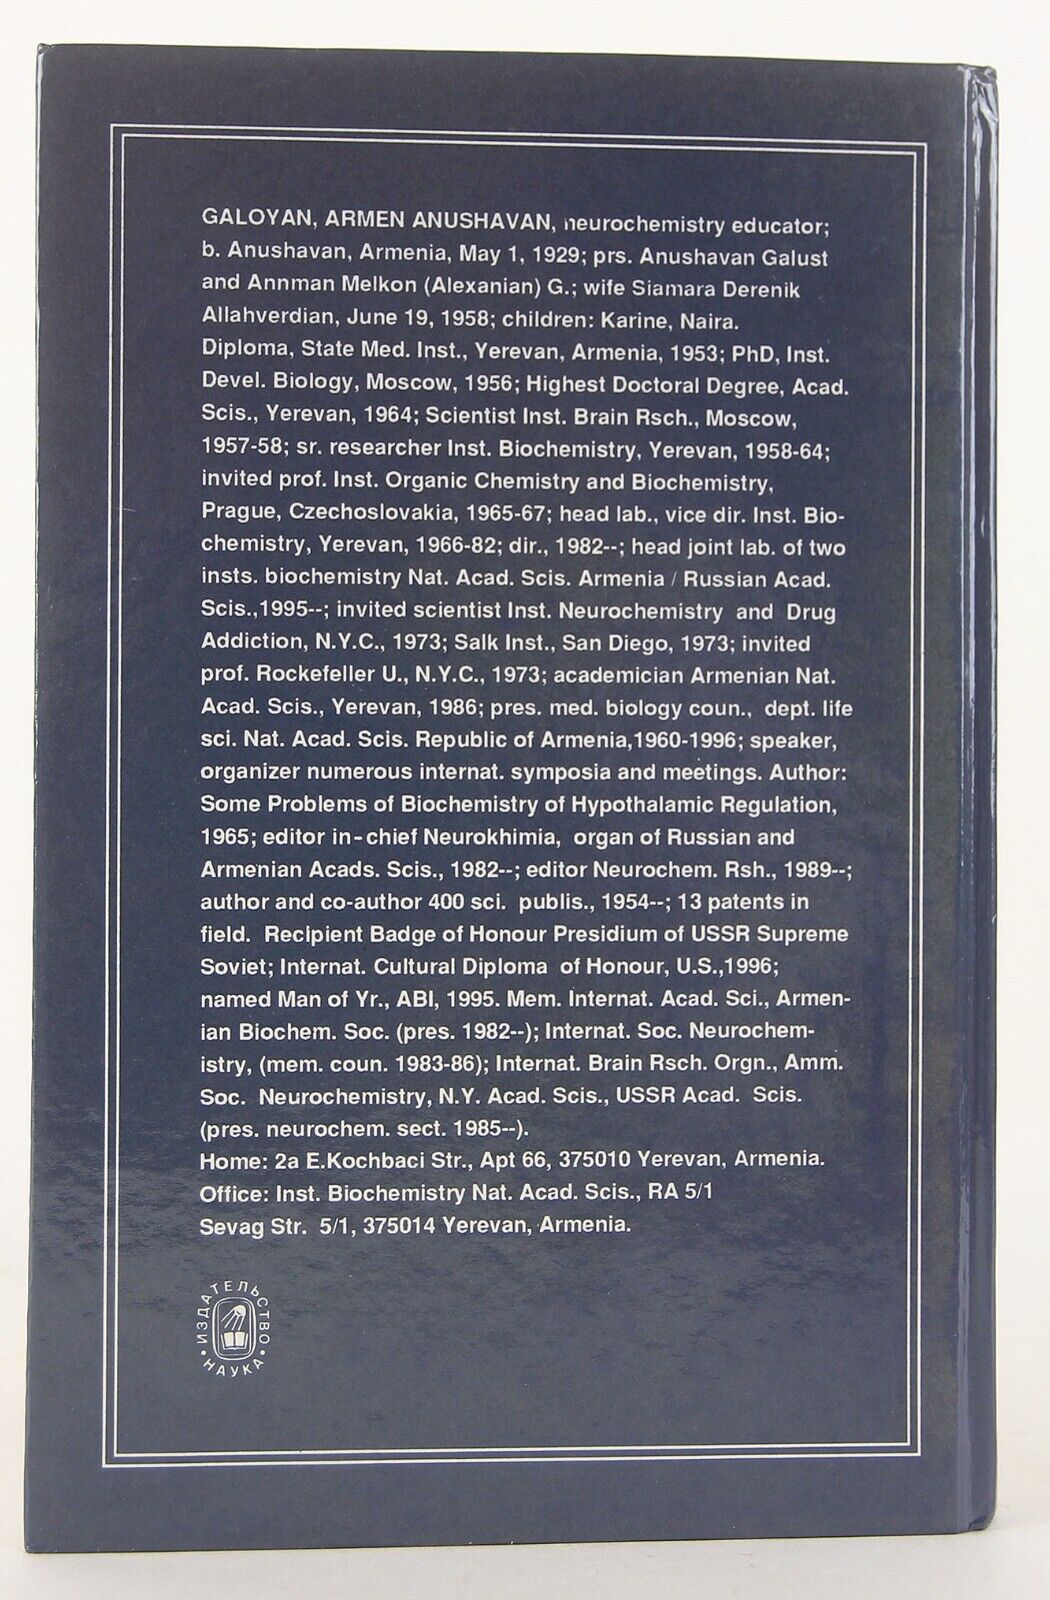 GALOYAN, ARMEN ANUSHAVAN, neurochemistry educator;
b. Anushavan, Armenia, May 1, 1929; prs. Anushavan Galust
and Annman Melkon (Alexanian) G.; wife Siamara Derenik
Allahverdian, June 19, 1958; children: Karine, Naira.
Diploma, State Med. Inst., Yerevan, Armenia, 1953; PhD, Inst.
Devel. Biology, Moscow, 1956; Highest Doctoral Degree, Acad.
Scis., Yerevan, 1964; Scientist Inst. Brain Rsch., Moscow,
1957-58; sr. researcher Inst. Biochemistry, Yerevan, 1958-64;
invited prof. Inst. Organic Chemistry and Biochemistry,
Prague, Czechoslovakia, 1965-67; head lab., vice dir. Inst. Bio-
chemistry, Yerevan, 1966-82; dir., 1982--; head joint lab. of two
insts. biochemistry Nat. Acad. Scis. Armenia / Russian Acad.
Scis.,1995--; invited scientist Inst. Neurochemistry and Drug
Addiction, N.Y.C., 1973; Salk Inst., San Diego, 1973; invited
prof. Rockefeller U., N.Y.C., 1973; academician Armenian Nat.
Acad. Scis., Yerevan, 1986; pres. med. biology coun., dept. life
sci. Nat. Acad. Scis. Republic of Armenia,1960-1996; speaker,
organizer numerous internat. symposia and meetings. Author:
Some Problems of Biochemistry of Hypothalamic Regulation,
1965; editor in-chief Neurokhimia, organ of Russian and
Armenian Acads. Scis., 1982--; editor Neurochem. Rsh., 1989--;
author and co-author 400 sci. publis., 1954--; 13 patents in
field. Recipient Badge of Honour Presidium of USSR Supreme
Soviet; Internat. Cultural Diploma of Honour, U.S.,1996;
named Man of Yr., ABI, 1995. Mem. Internat. Acad. Sci., Armen-
ian Biochem. Soc. (pres. 1982--); Internat. Soc. Neurochem-
istry, (mem. coun. 1983-86); Internat. Brain Rsch. Orgn., Amm.
Soc. Neurochemistry, N.Y. Acad. Scis., USSR Acad. Scis.
(pres. neurochem. sect. 1985--).
Home: 2a E.Kochbaci Str., Apt 66, 375010 Yerevan, Armenia.
Office: Inst. Biochemistry Nat. Acad. Scis., RA 5/1
Sevag Str. 5/1, 375014 Yerevan, Armenia.
ИЗДАТЕЛЬСТВО
• НАУКА •